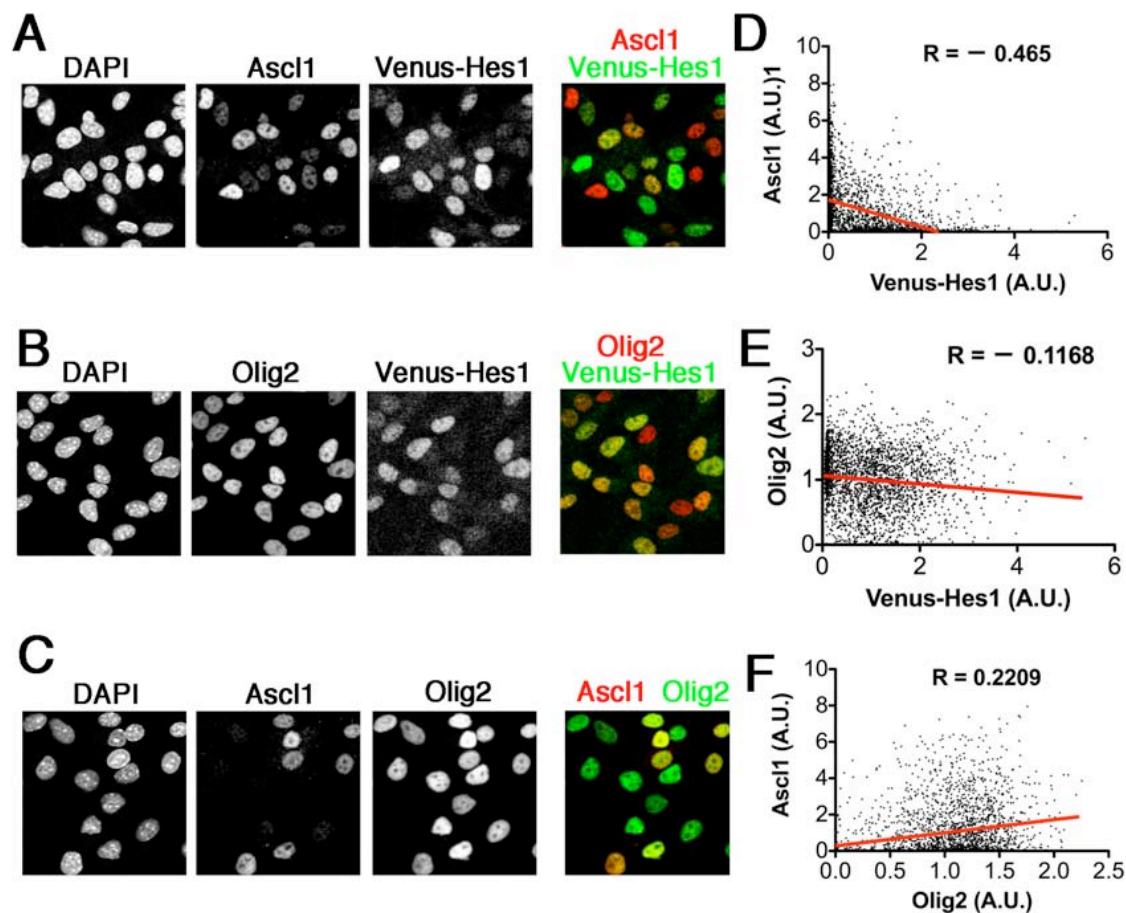 A
DAPI
Ascl1
Venus-Hes1
Ascl1
Venus-Hes1
D
R = − 0.465
Ascl1 (A.U.)1
10
8
6
4
2
0
0 2 4 6
Venus-Hes1 (A.U.)
B
DAPI
Olig2
Venus-Hes1
Olig2
Venus-Hes1
E
R = − 0.1168
Olig2 (A.U.)
3
2
1
0
0 2 4 6
Venus-Hes1 (A.U.)
C
DAPI
Ascl1
Olig2
Ascl1 Olig2
F
R = 0.2209
Ascl1 (A.U.)
10
8
6
4
2
0
0.0 0.5 1.0 1.5 2.0 2.5
Olig2 (A.U.)